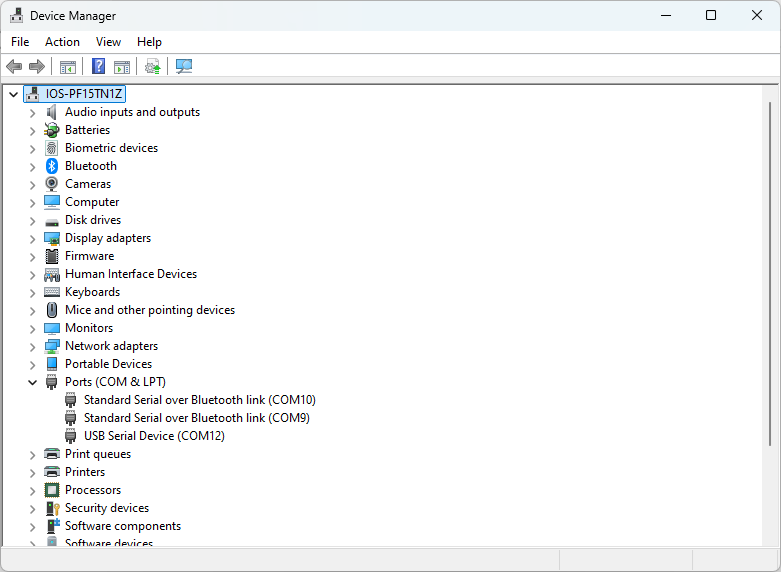 Device Manager
File Action View Help
IOS-PF15TN1Z
Audio inputs and outputs
Batteries
Biometric devices
Bluetooth
Cameras
Computer
Disk drives
Display adapters
Firmware
Human Interface Devices
Keyboards
Mice and other pointing devices
Monitors
Network adapters
Portable Devices
Ports (COM & LPT)
Standard Serial over Bluetooth link (COM10)
Standard Serial over Bluetooth link (COM9)
USB Serial Device (COM12)
Print queues
Printers
Processors
Security devices
Software components
Software devices